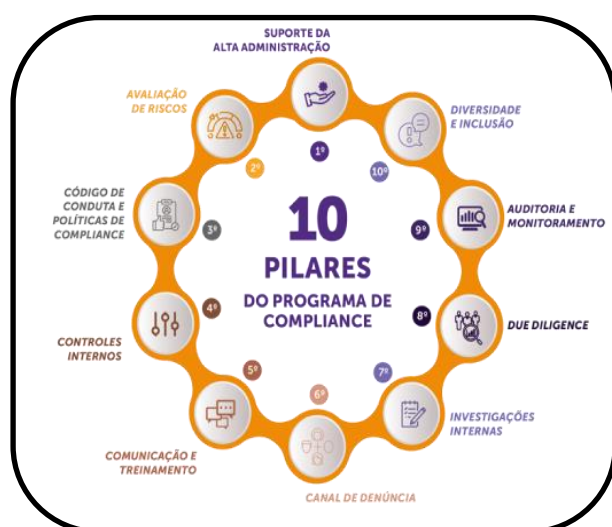 SUPORTE DA
ALTA ADMINISTRAÇÃO
1º
AVALIAÇÃO
DE RISCOS
2º
CÓDIGO DE
CONDUTA E
POLÍTICAS DE
COMPLIANCE
3º
CONTROLES
INTERNOS
4º
COMUNICAÇÃO E
TREINAMENTO
5º
CANAL DE DENÚNCIA
6º
INVESTIGAÇÕES
INTERNAS
7º
DUE DILIGENCE
8º
AUDITORIA E
MONITORAMENTO
9º
DIVERSIDADE
E INCLUSÃO
10º
10
PILARES
DO PROGRAMA DE
COMPLIANCE